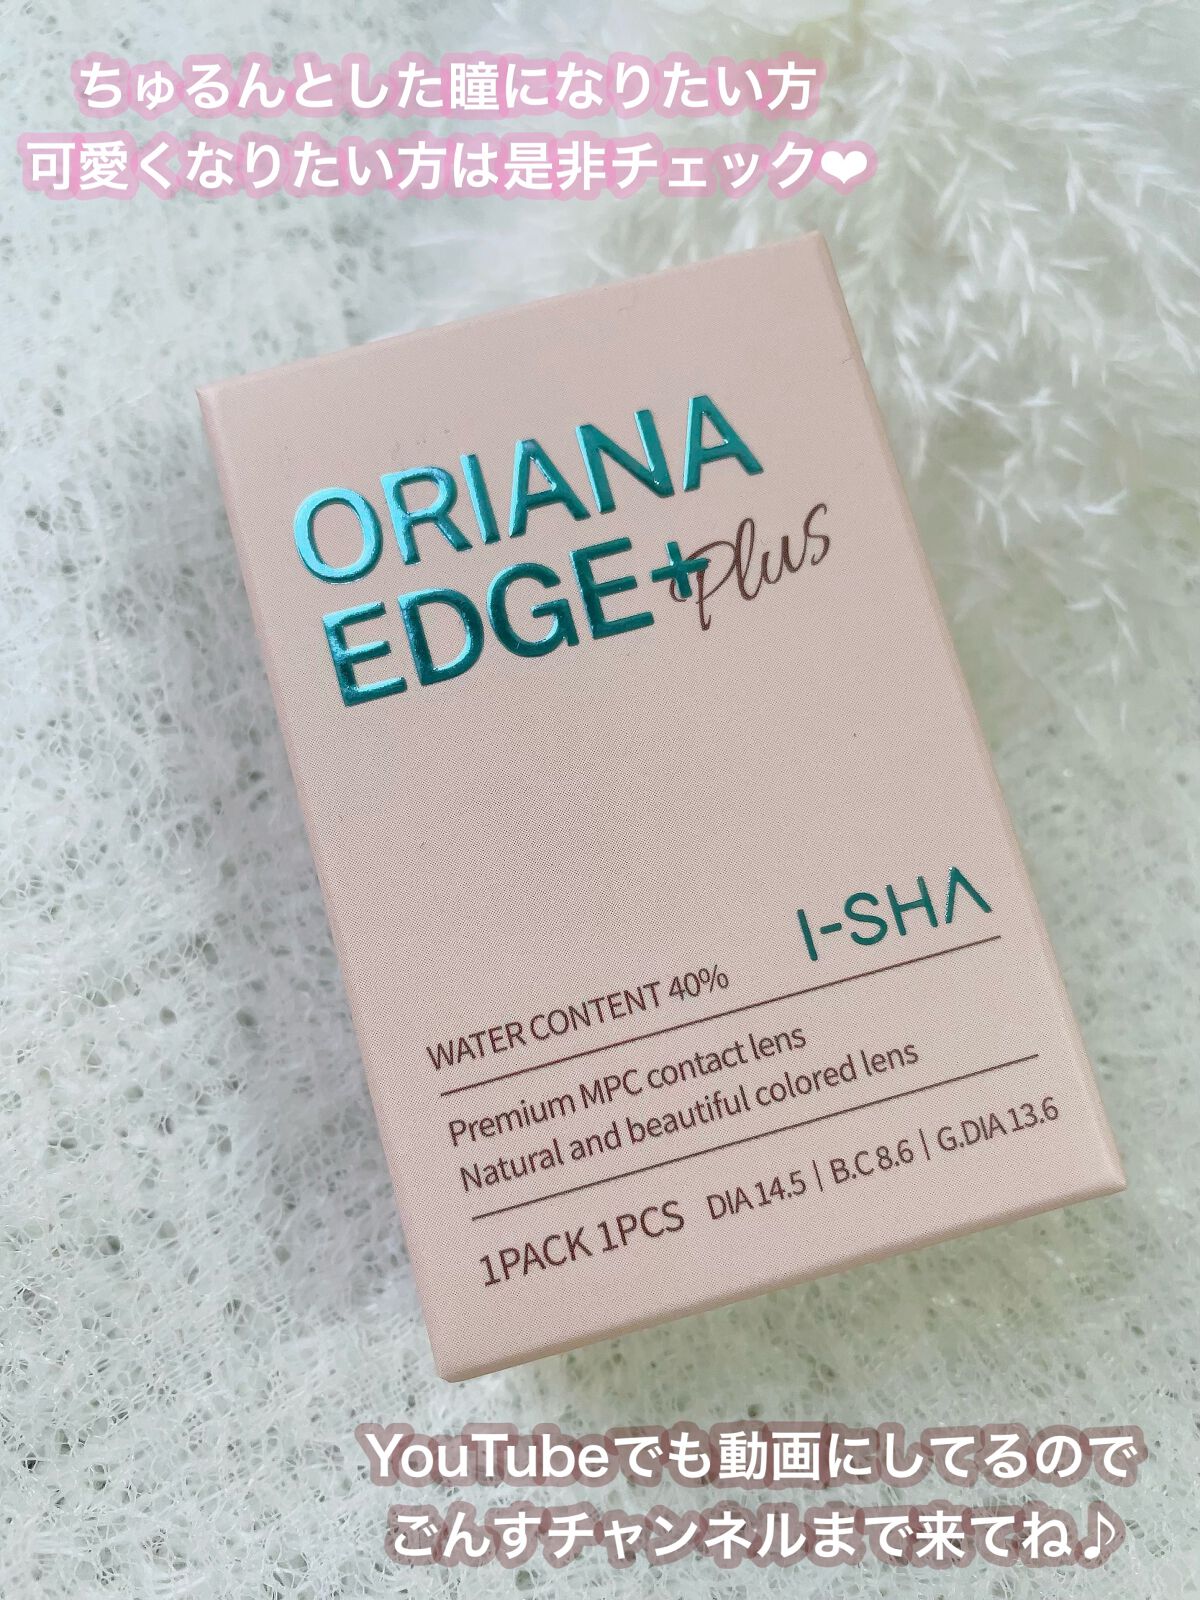 ちゅるんとした瞳になりたい方
可愛くなりたい方は是非チェック❤
ORIANA
EDGE+Plus
I-SHA
WATER CONTENT 40%
Premium MPC contact lens
Natural and beautiful colored lens
1PACK 1PCS DIA 14.5 | B.C 8.6 | G.DIA 13.6
YouTubeでも動画にしてるので
ごんすチャンネルまで来てね♪